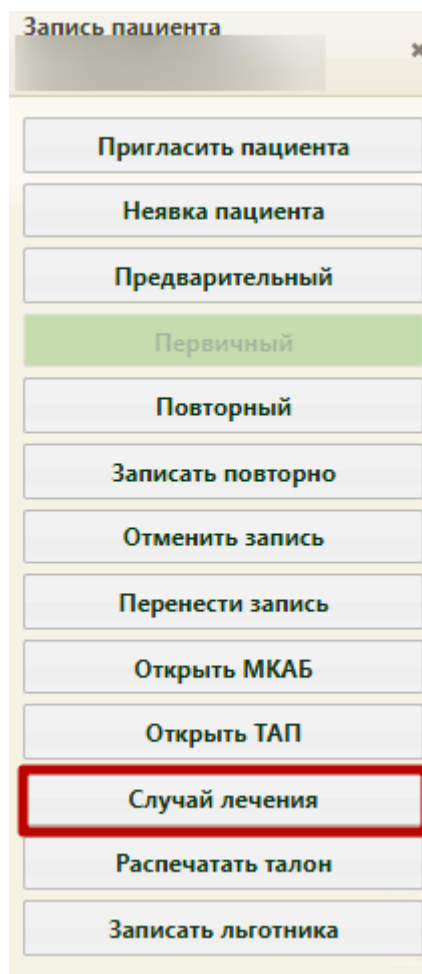 Запись пациента
Пригласить пациента
Неявка пациента
Предварительный
Первичный
Повторный
Записать повторно
Отменить запись
Перенести запись
Открыть МКАБ
Открыть ТАП
Случай лечения
Распечатать талон
Записать льготника